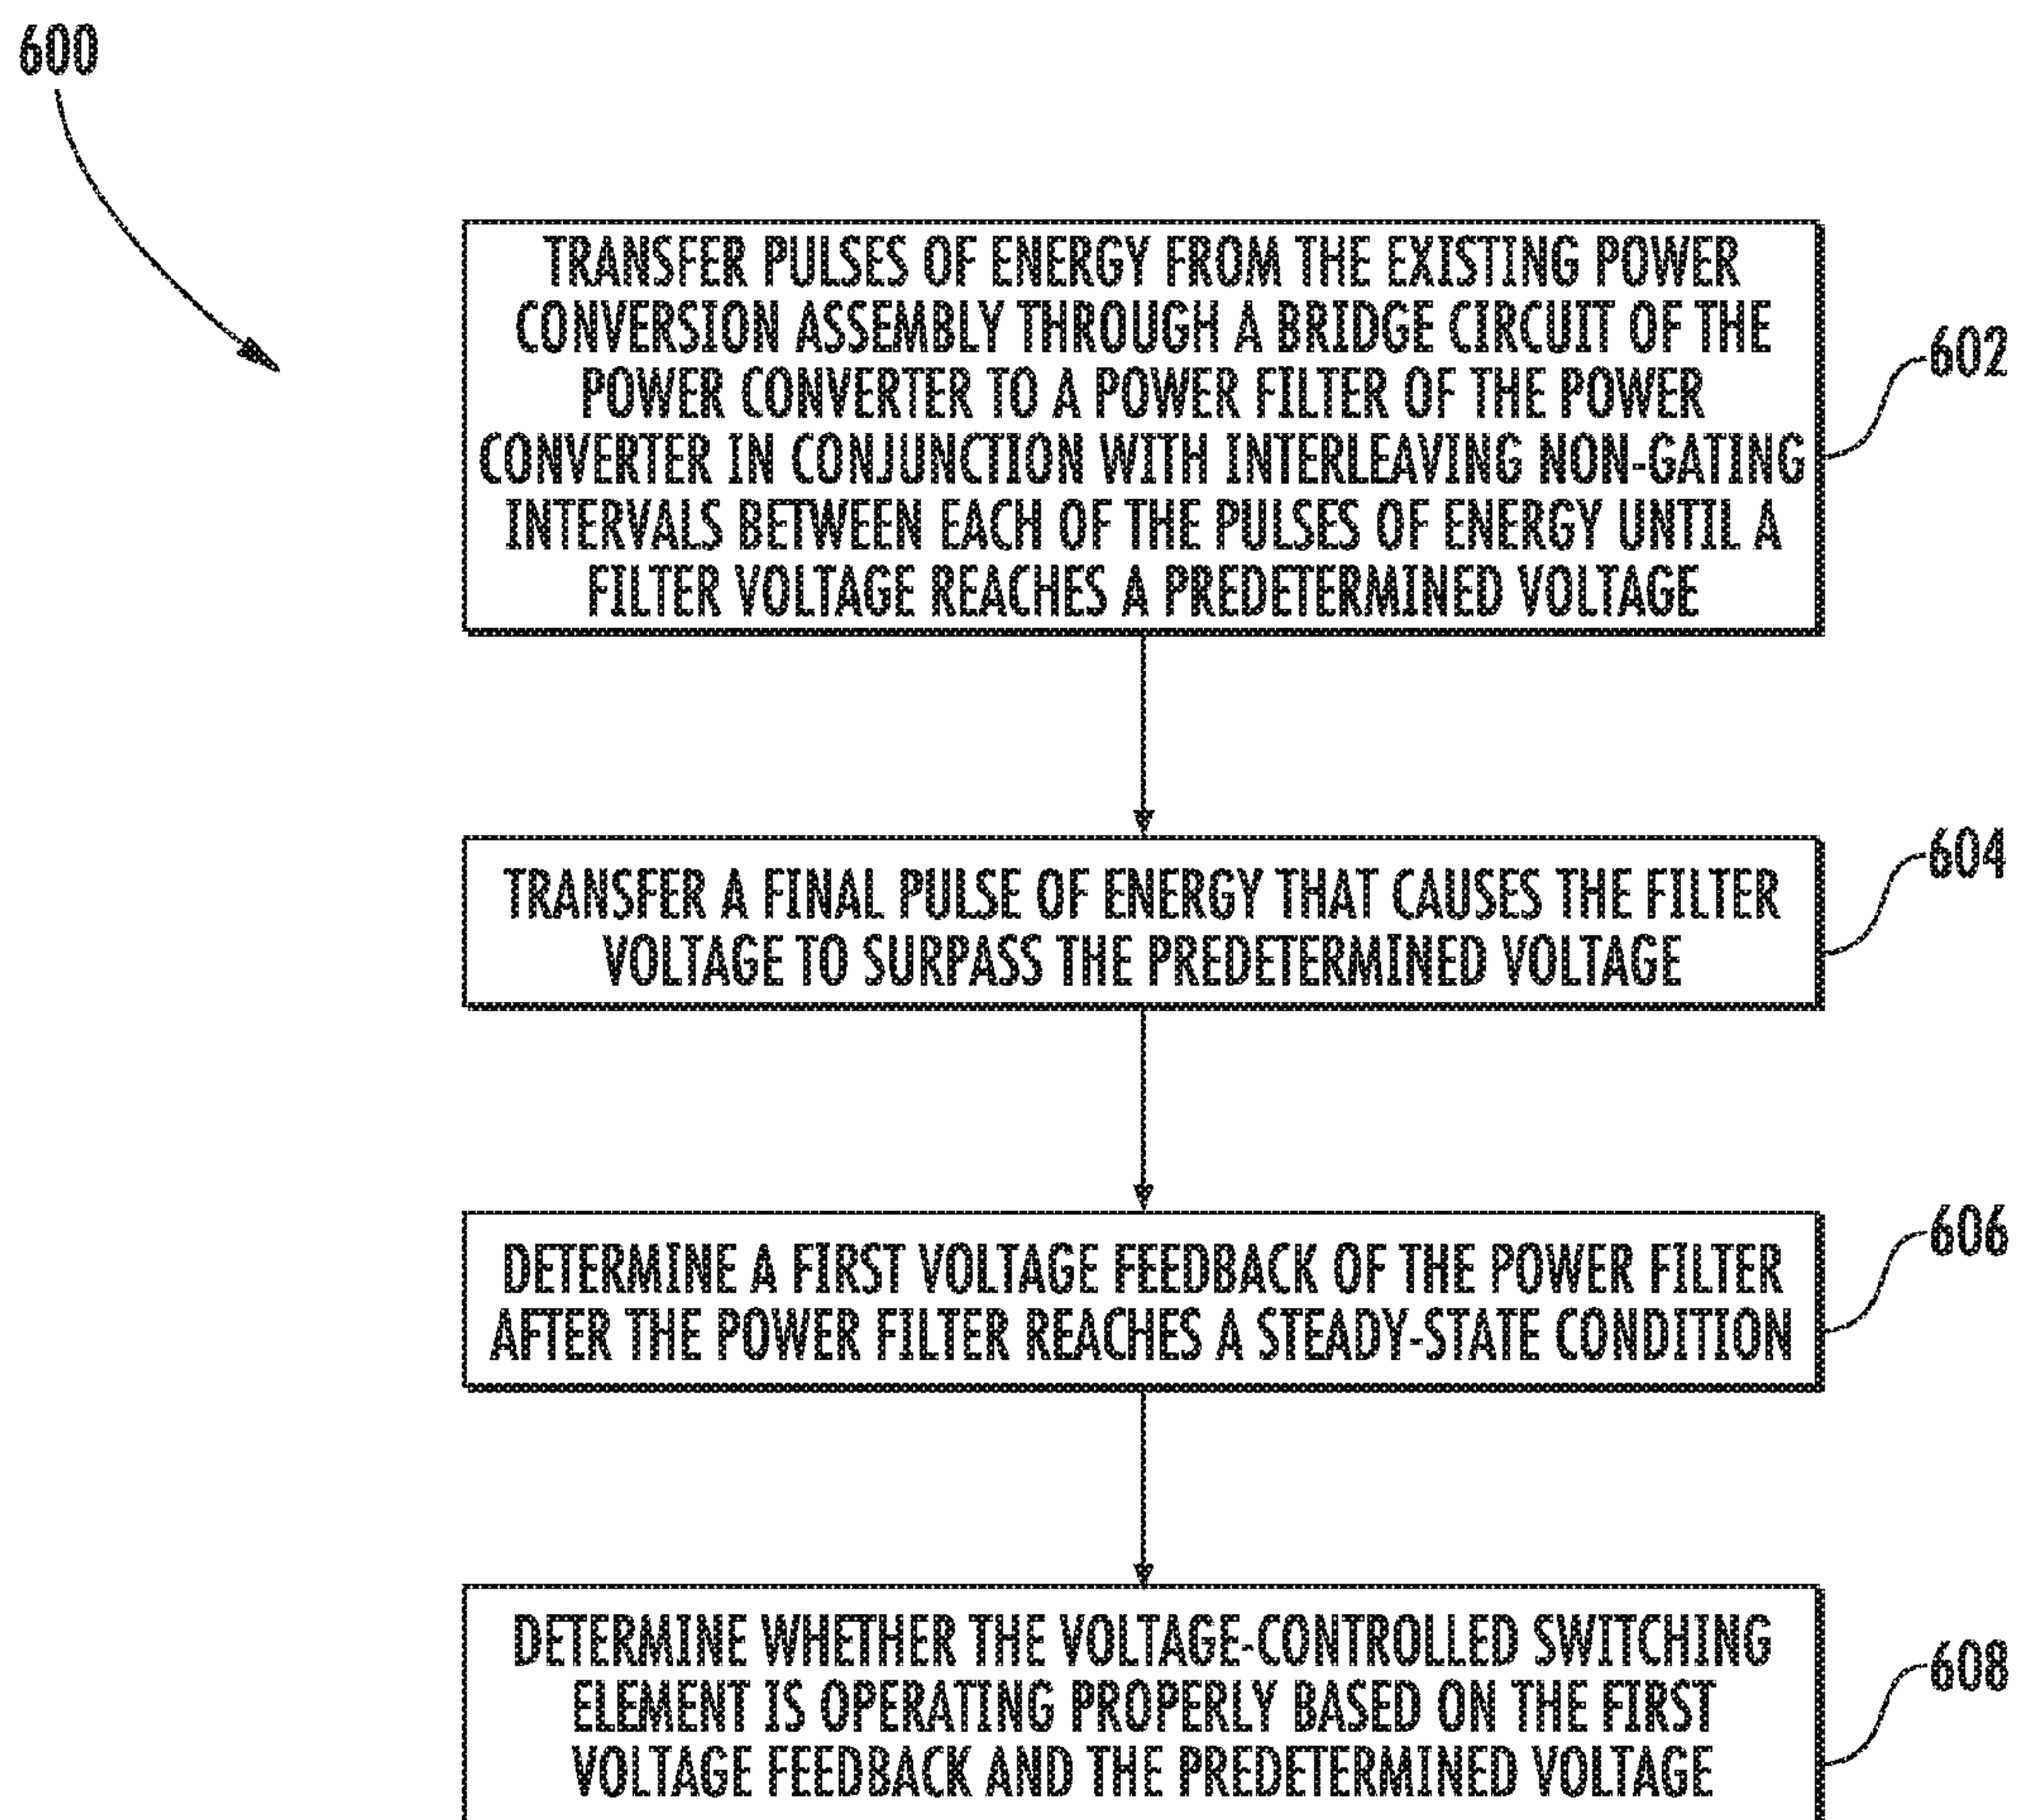 600
TRANSFER PULSES OF ENERGY FROM THE EXISTING POWER
CONVERSION ASSEMBLY THROUGH A BRIDGE CIRCUIT OF THE
POWER CONVERTER TO A POWER FILTER OF THE POWER
CONVERTER IN CONJUNCTION WITH INTERLEAVING NON-GATING
INTERVALS BETWEEN EACH OF THE PULSES OF ENERGY UNTIL A
FILTER VOLTAGE REACHES A PREDETERMINED VOLTAGE
602
TRANSFER A FINAL PULSE OF ENERGY THAT CAUSES THE FILTER
VOLTAGE TO SURPASS THE PREDETERMINED VOLTAGE
604
DETERMINE A FIRST VOLTAGE FEEDBACK OF THE POWER FILTER
AFTER THE POWER FILTER REACHES A STEADY-STATE CONDITION
606
DETERMINE WHETHER THE VOLTAGE-CONTROLLED SWITCHING
ELEMENT IS OPERATING PROPERLY BASED ON THE FIRST
VOLTAGE FEEDBACK AND THE PREDETERMINED VOLTAGE
608